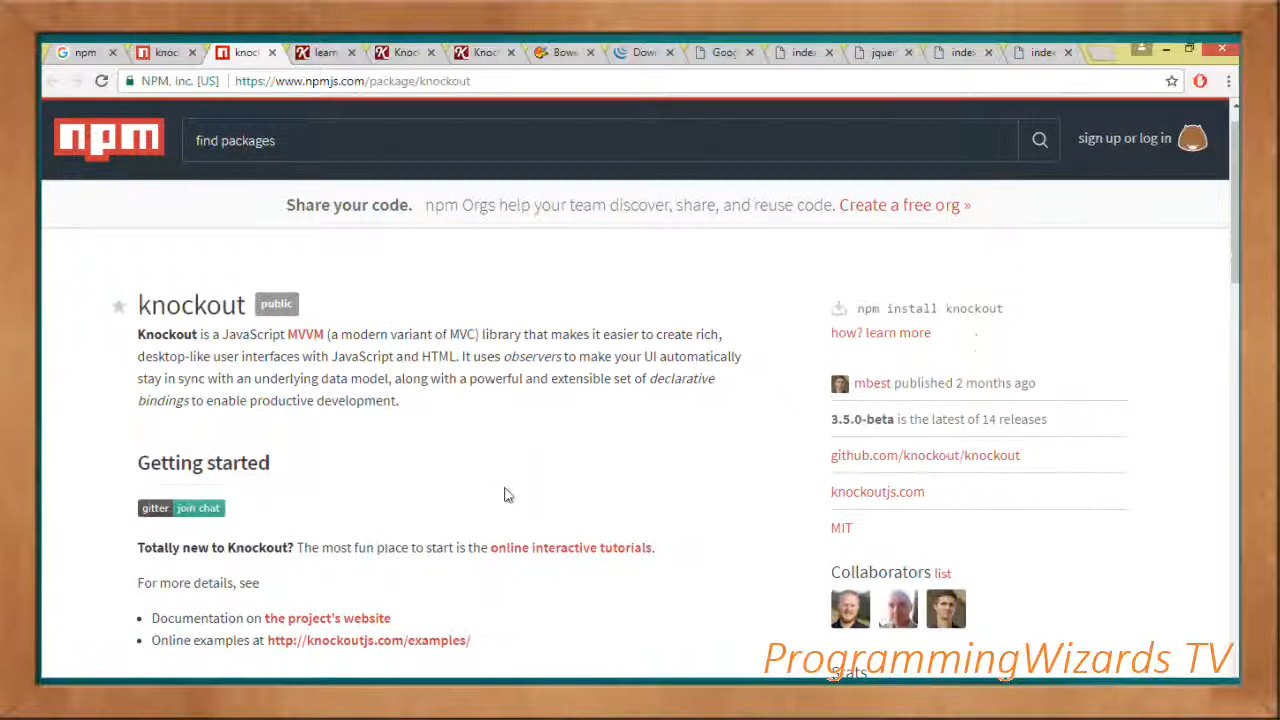 npm
knoc
knoc
learn
Knoc
Knoc
Bow
Dow
Goo
index
jquer
index
index
NPM, Inc. [US]
https://www.npmjs.com/package/knockout
npm
find packages
sign up or log in
Share your code. npm Orgs help your team discover, share, and reuse code. Create a free org »
knockout public
Knockout is a JavaScript MVVM (a modern variant of MVC) library that makes it easier to create rich,
desktop-like user interfaces with JavaScript and HTML. It uses observers to make your UI automatically
stay in sync with an underlying data model, along with a powerful and extensible set of declarative
bindings to enable productive development.
Getting started
gitter join chat
Totally new to Knockout? The most fun place to start is the online interactive tutorials.
For more details, see
• Documentation on the project's website
• Online examples at http://knockoutjs.com/examples/
npm install knockout
how? learn more
mbest published 2 months ago
3.5.0-beta is the latest of 14 releases
github.com/knockout/knockout
knockoutjs.com
MIT
Collaborators list
Stats
ProgrammingWizards TV